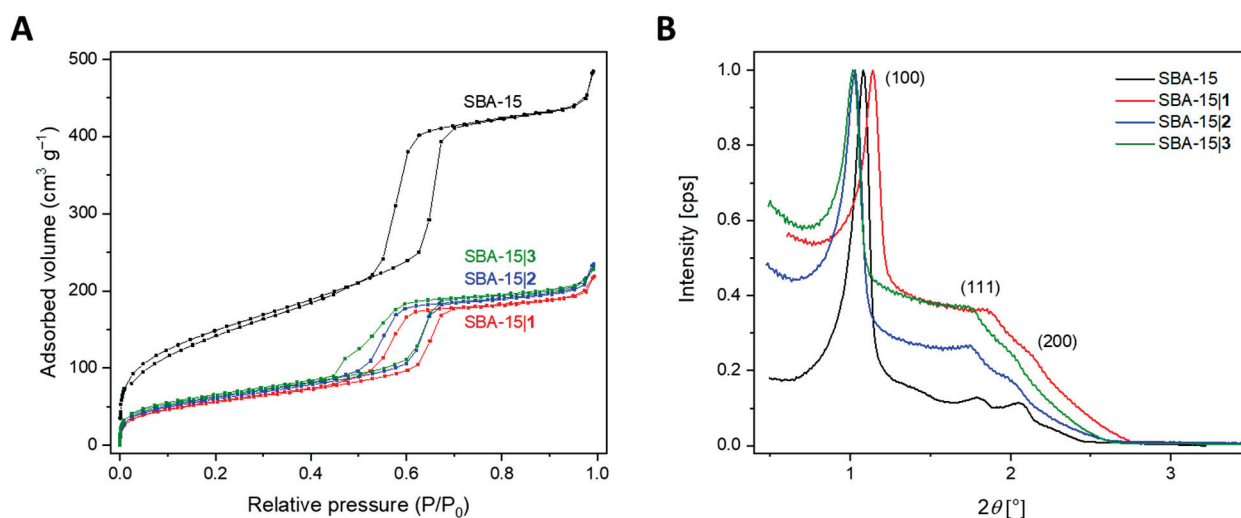 A
500
400
300
200
100
0
0.0 0.2 0.4 0.6 0.8 1.0
Adsorbed volume (cm³ g⁻¹)
Relative pressure (P/P₀)
SBA-15
SBA-15|3
SBA-15|2
SBA-15|1
B
1.0
0.8
0.6
0.4
0.2
0.0
1 2 3
Intensity [cps]
2θ [°]
(100)
(111)
(200)
SBA-15
SBA-15|1
SBA-15|2
SBA-15|3